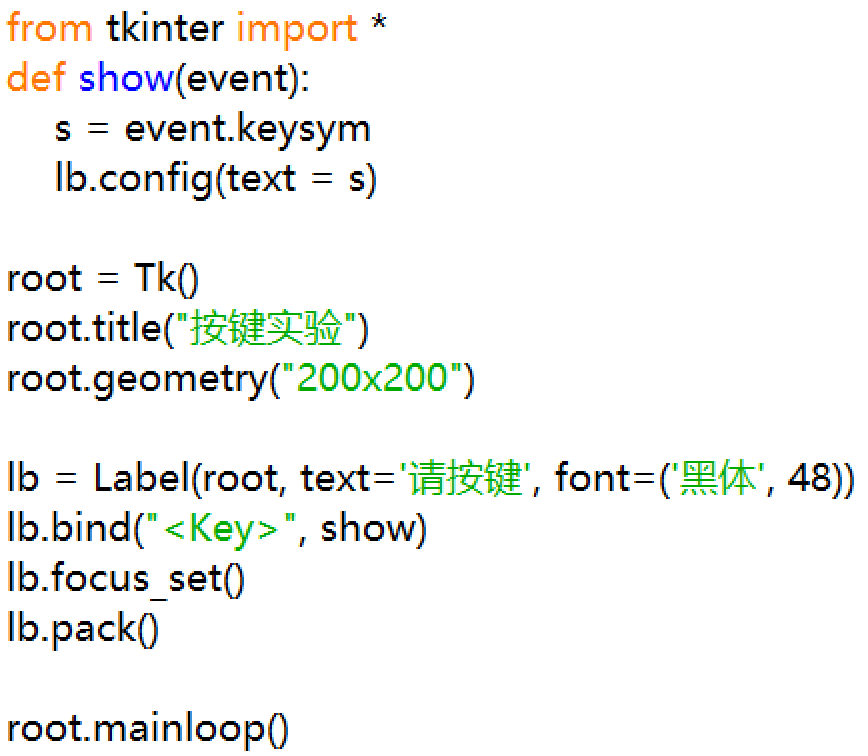 from tkinter import *
def show(event):
    s = event.keysym
    lb.config(text = s)
root = Tk()
root.title("按键实验")
root.geometry("200x200")
lb = Label(root, text='请按键', font=('黑体', 48))
lb.bind("<Key>", show)
lb.focus_set()
lb.pack()
root.mainloop()